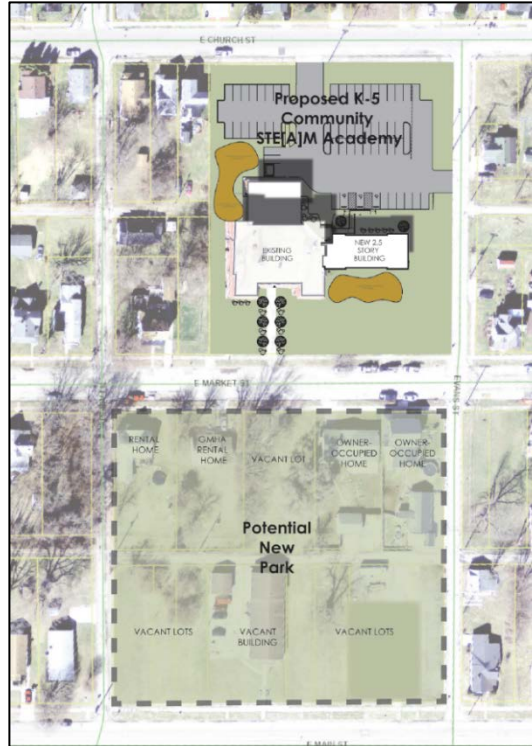 E CHURCH ST
Proposed K-5
Community
STE[A]M Academy
EXISTING
BUILDING
NEW 2.5
STORY
BUILDING
E MARKET ST
EVANS ST
RENTAL
HOME
GMHA
RENTAL
HOME
VACANT LOT
OWNER-
OCCUPIED
HOME
OWNER-
OCCUPIED
HOME
Potential
New
Park
VACANT LOTS
VACANT
BUILDING
VACANT LOTS
E MAIN ST